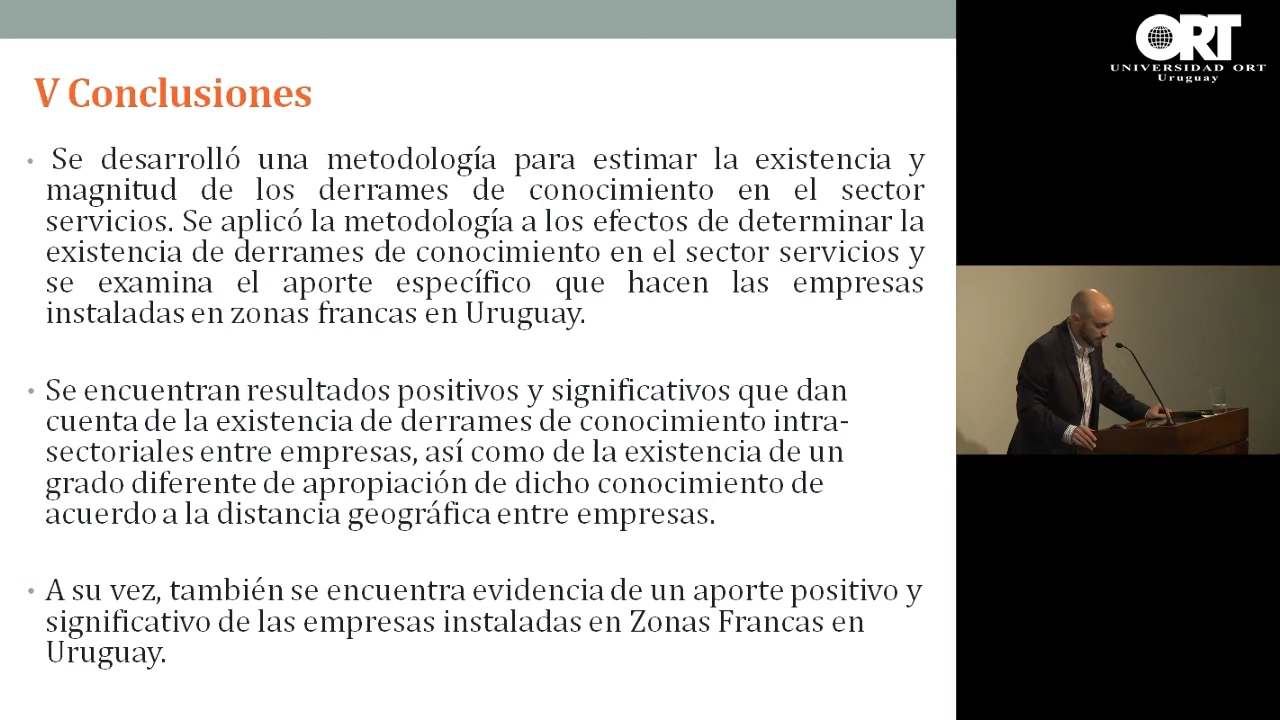 V Conclusiones
• Se desarrolló una metodología para estimar la existencia y
magnitud de los derrames de conocimiento en el sector
servicios. Se aplicó la metodología a los efectos de determinar la
existencia de derrames de conocimiento en el sector servicios y
se examina el aporte específico que hacen las empresas
instaladas en zonas francas en Uruguay.
• Se encuentran resultados positivos y significativos que dan
cuenta de la existencia de derrames de conocimiento intra-
sectoriales entre empresas, así como de la existencia de un
grado diferente de apropiación de dicho conocimiento de
acuerdo a la distancia geográfica entre empresas.
• A su vez, también se encuentra evidencia de un aporte positivo y
significativo de las empresas instaladas en Zonas Francas en
Uruguay.
ORT
UNIVERSIDAD ORT
Uruguay